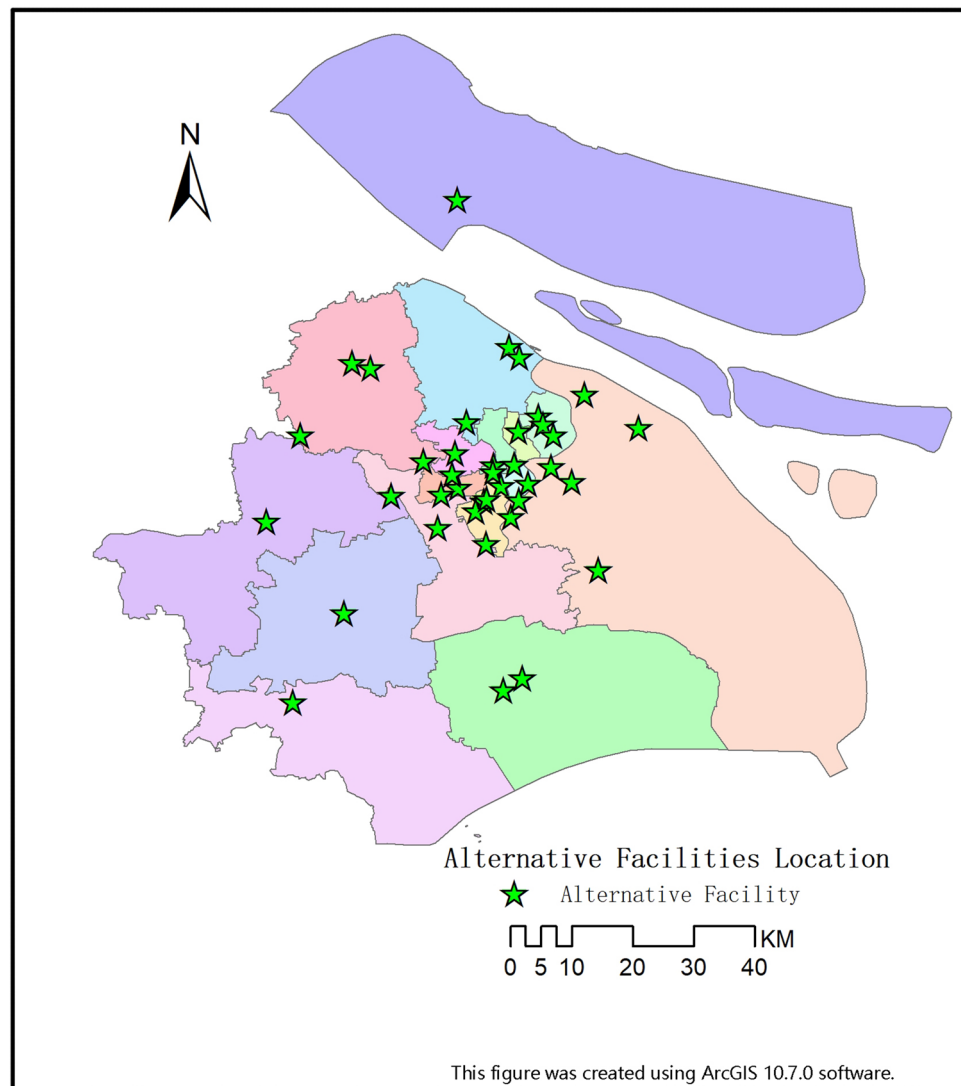 N
Alternative Facilities Location
Alternative Facility
KM
0 5 10 20 30 40
This figure was created using ArcGIS 10.7.0 software.